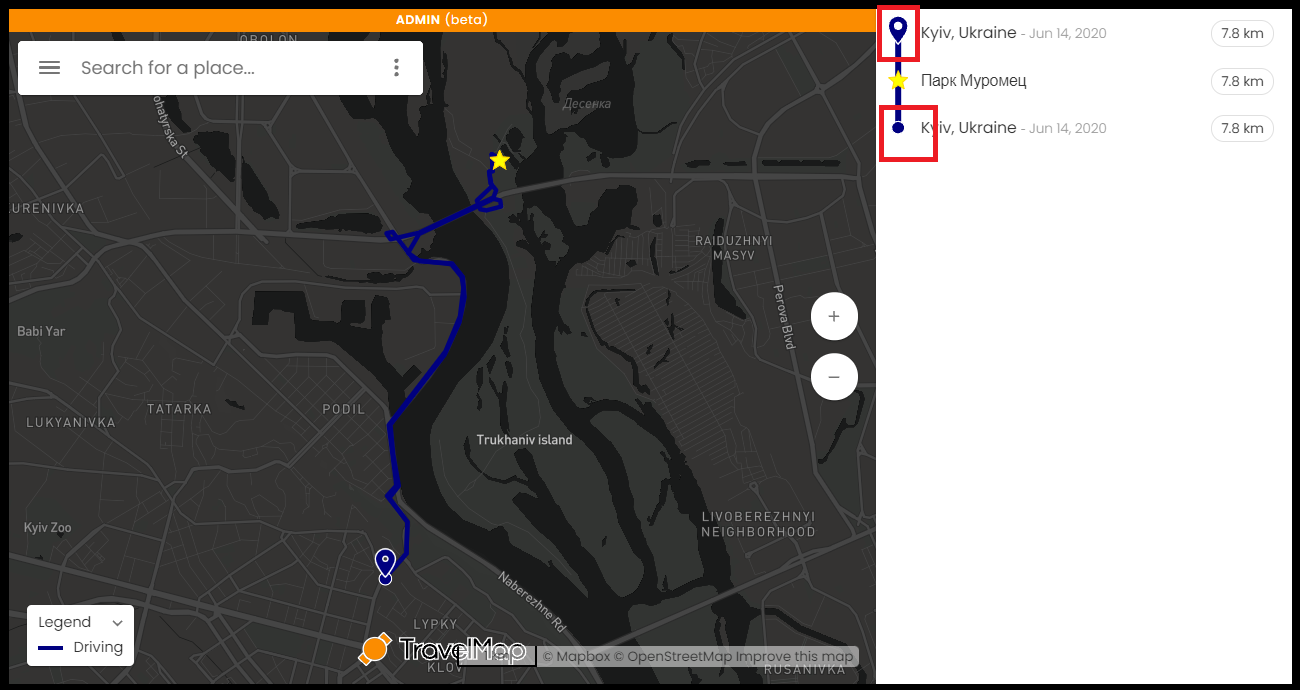 ADMIN (beta)
Search for a place...
OBOLON
Десенка
ohatyrska St
URENIVKA
RAIDUZHNYI
MASYV
Perova Blvd
Babi Yar
TATARKA
PODIL
LUKYANIVKA
Trukhaniv island
Kyiv Zoo
LIVOBEREZHNYI
NEIGHBORHOOD
Naberezhne Rd
LYPKY
Legend
Driving
TravelMap
KLOV
© Mapbox © OpenStreetMap Improve this map
RUSANIVKA
+
−
Kyiv, Ukraine - Jun 14, 2020 7.8 km
Парк Муромец 7.8 km
Kyiv, Ukraine - Jun 14, 2020 7.8 km